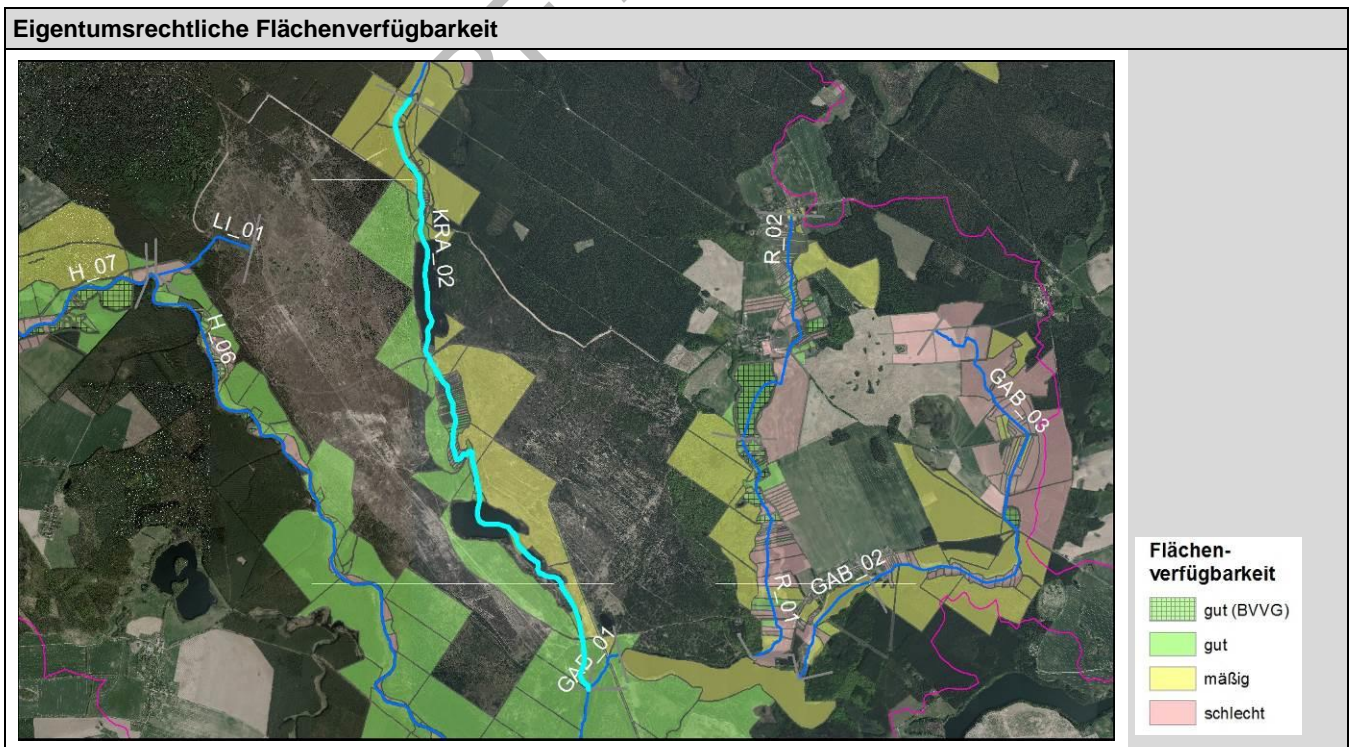 Eigentumsrechtliche Flächenverfügbarkeit
LI_01
H_07
H_06
KRA_02
R_02
GAB_03
GAB_02
R_01
GAB_01
Flächen-
verfügbarkeit
gut (BVVG)
gut
mäßig
schlecht